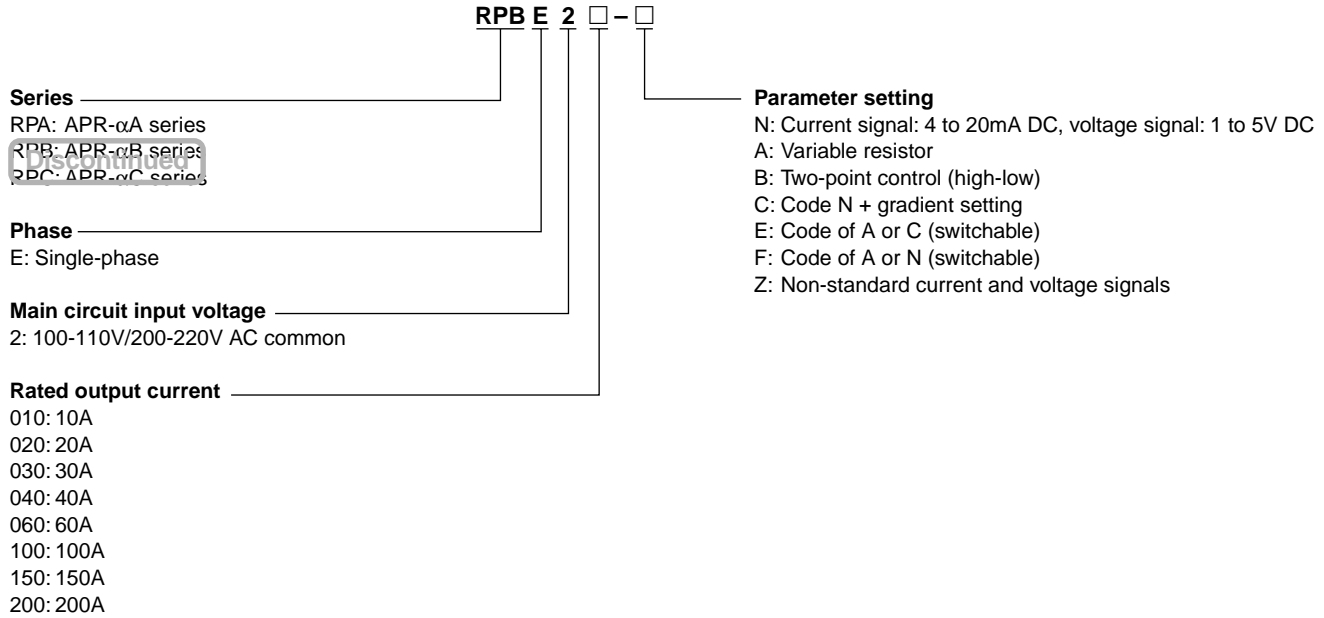 RPB E 2 □ – □
Series
RPA: APR-αA series
RPB: APR-αB series
RPC: APR-αC series
Discontinued
Phase
E: Single-phase
Main circuit input voltage
2: 100-110V/200-220V AC common
Rated output current
010: 10A
020: 20A
030: 30A
040: 40A
060: 60A
100: 100A
150: 150A
200: 200A
Parameter setting
N: Current signal: 4 to 20mA DC, voltage signal: 1 to 5V DC
A: Variable resistor
B: Two-point control (high-low)
C: Code N + gradient setting
E: Code of A or C (switchable)
F: Code of A or N (switchable)
Z: Non-standard current and voltage signals